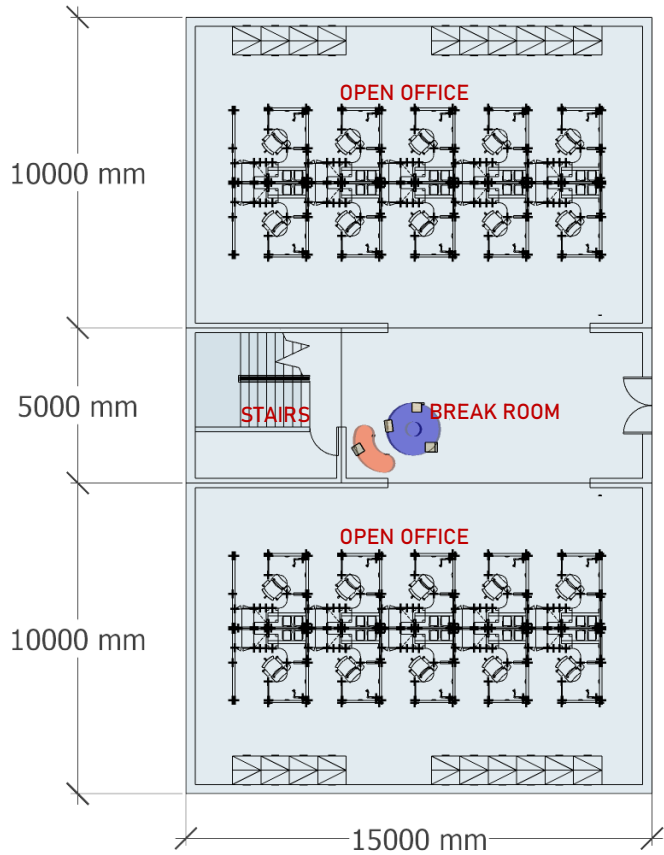 OPEN OFFICE
10000 mm
5000 mm
STAIRS
BREAK ROOM
OPEN OFFICE
10000 mm
15000 mm